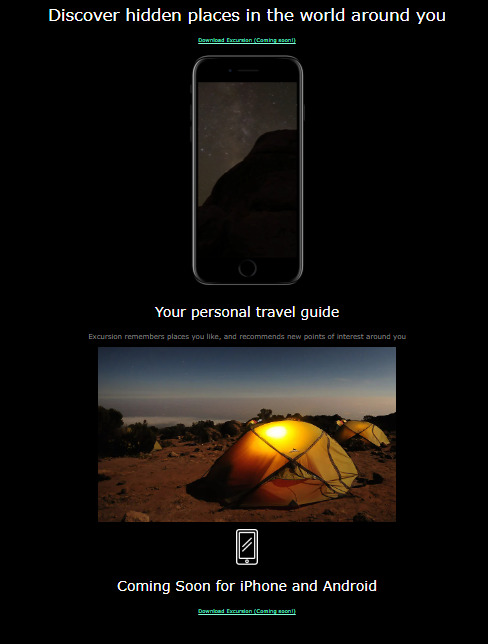 Discover hidden places in the world around you
Download Excursion (Coming soon!)
Your personal travel guide
Excursion remembers places you like, and recommends new points of interest around you
Coming Soon for iPhone and Android
Download Excursion (Coming soon!)